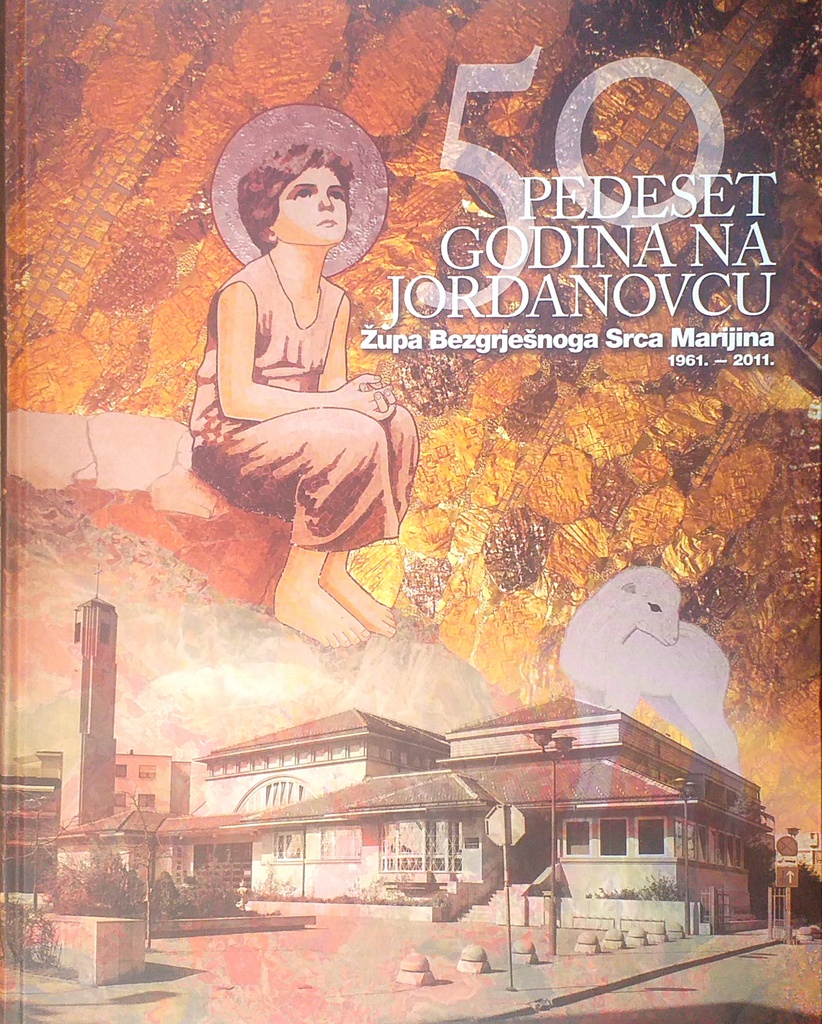 50
PEDESET
GODINA NA
JORDANOVCU
Župa Bezgrješnoga Srca Marijina
1961. – 2011.